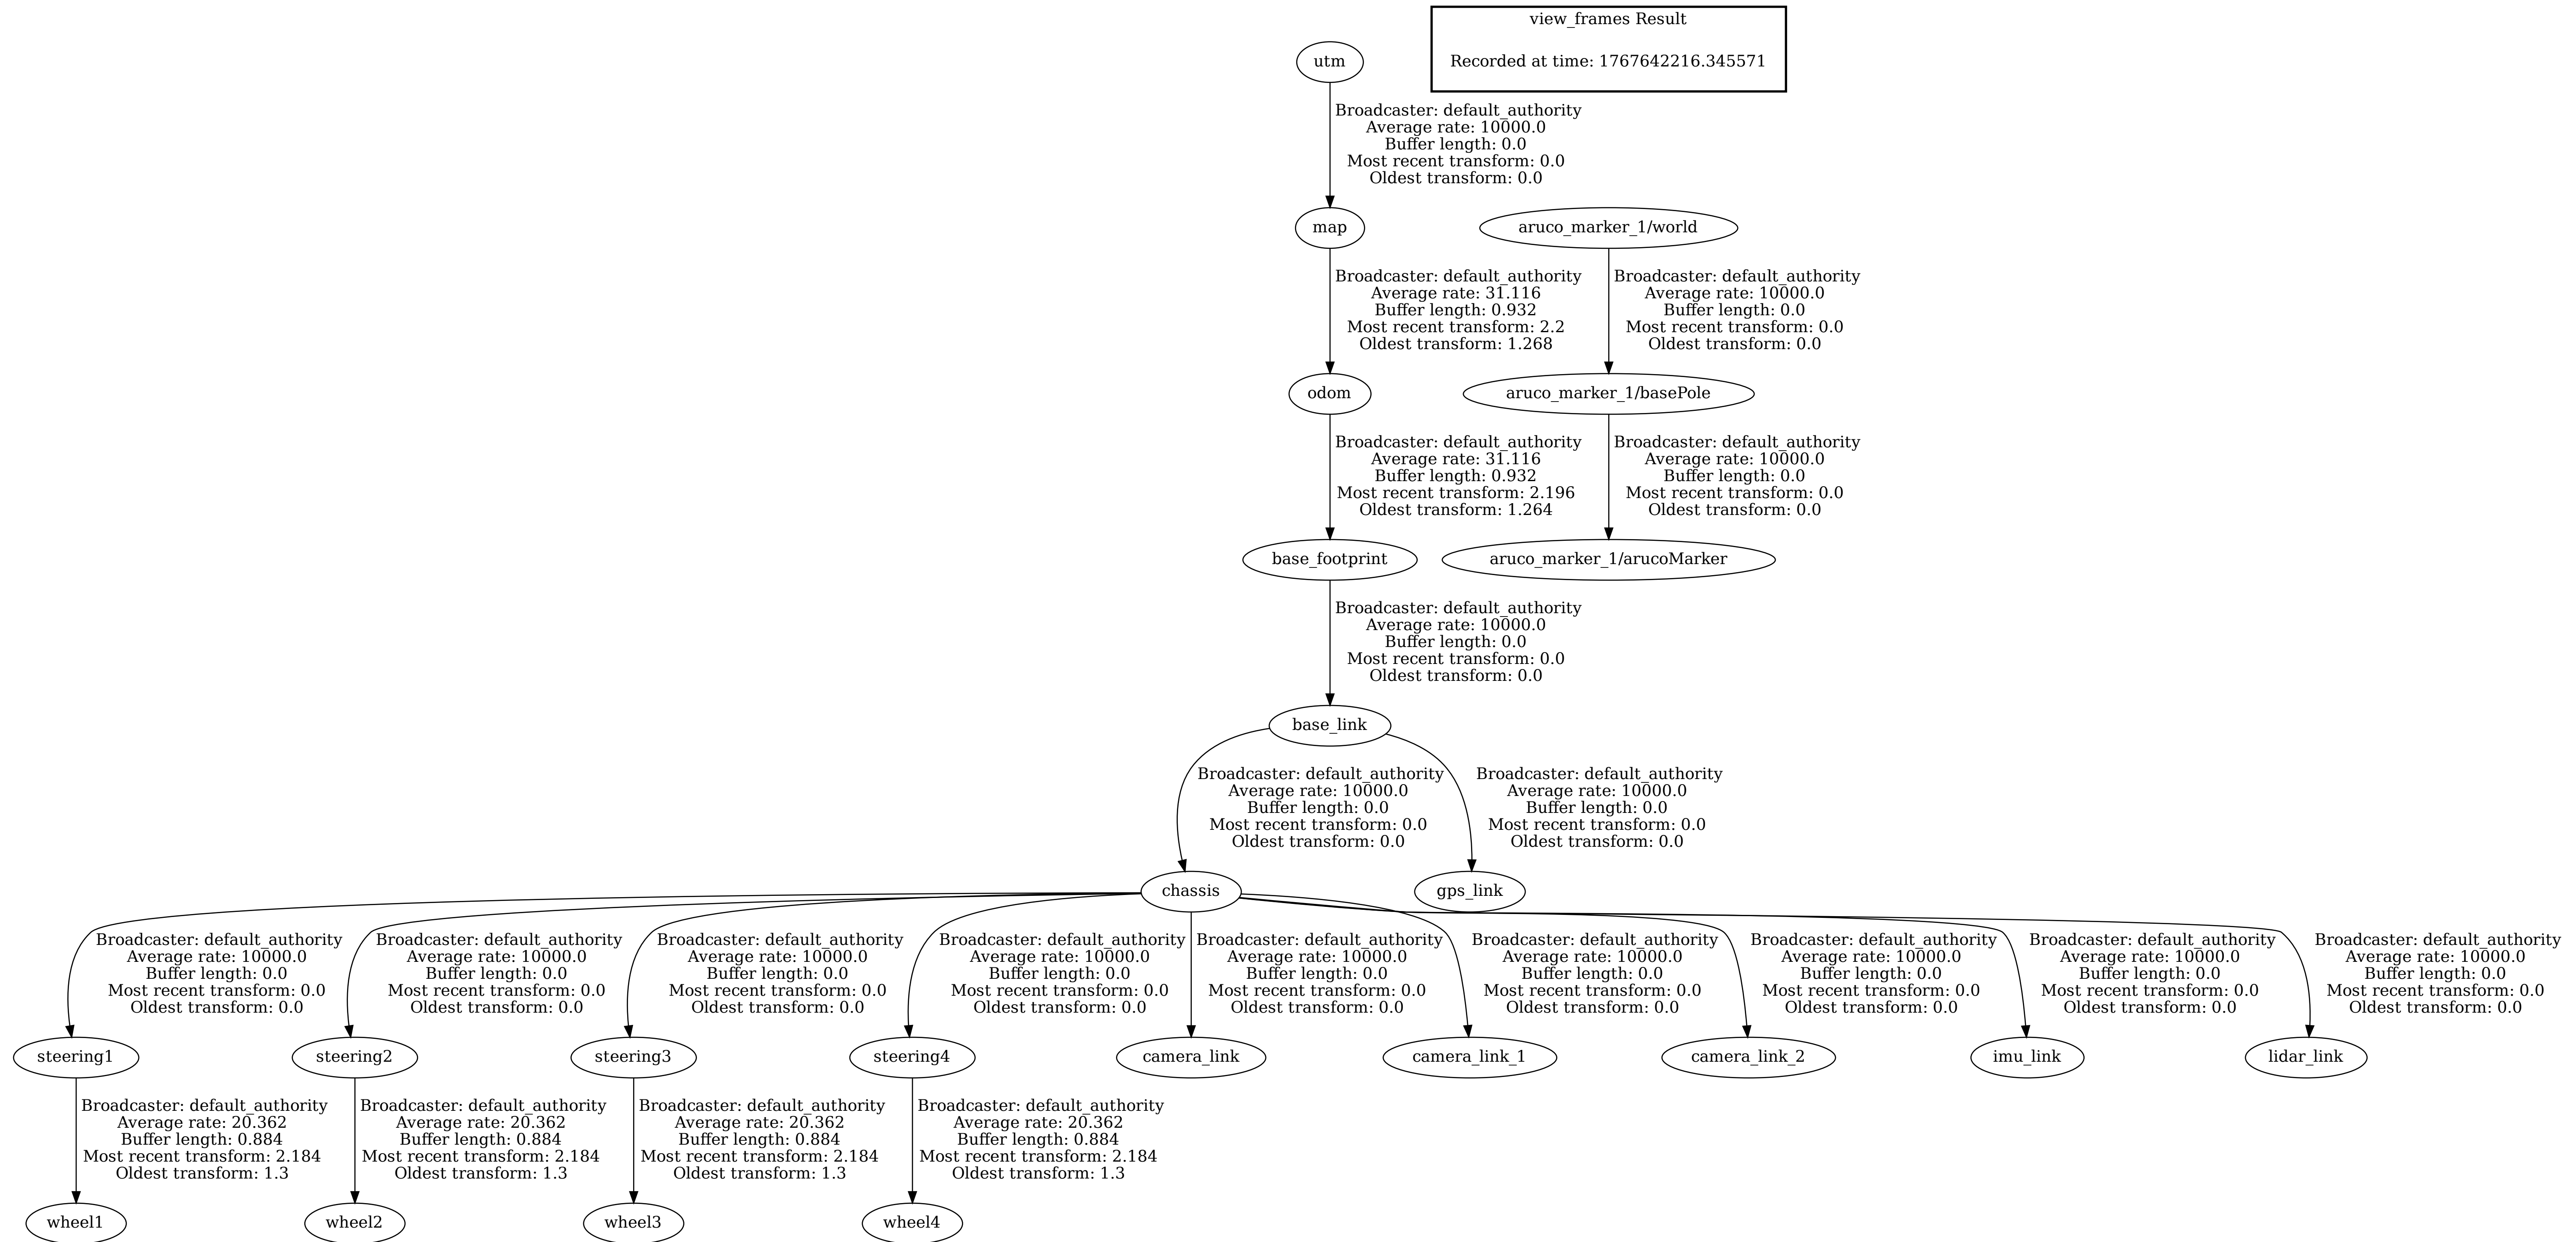 view_frames Result
Recorded at time: 1767642216.345571
utm
Broadcaster: default_authority
Average rate: 10000.0
Buffer length: 0.0
Most recent transform: 0.0
Oldest transform: 0.0
map
aruco_marker_1/world
Broadcaster: default_authority
Average rate: 31.116
Buffer length: 0.932
Most recent transform: 2.2
Oldest transform: 1.268
Broadcaster: default_authority
Average rate: 10000.0
Buffer length: 0.0
Most recent transform: 0.0
Oldest transform: 0.0
odom
aruco_marker_1/basePole
Broadcaster: default_authority
Average rate: 31.116
Buffer length: 0.932
Most recent transform: 2.196
Oldest transform: 1.264
Broadcaster: default_authority
Average rate: 10000.0
Buffer length: 0.0
Most recent transform: 0.0
Oldest transform: 0.0
base_footprint
aruco_marker_1/arucoMarker
Broadcaster: default_authority
Average rate: 10000.0
Buffer length: 0.0
Most recent transform: 0.0
Oldest transform: 0.0
base_link
Broadcaster: default_authority
Average rate: 10000.0
Buffer length: 0.0
Most recent transform: 0.0
Oldest transform: 0.0
Broadcaster: default_authority
Average rate: 10000.0
Buffer length: 0.0
Most recent transform: 0.0
Oldest transform: 0.0
chassis
gps_link
Broadcaster: default_authority
Average rate: 10000.0
Buffer length: 0.0
Most recent transform: 0.0
Oldest transform: 0.0
Broadcaster: default_authority
Average rate: 10000.0
Buffer length: 0.0
Most recent transform: 0.0
Oldest transform: 0.0
Broadcaster: default_authority
Average rate: 10000.0
Buffer length: 0.0
Most recent transform: 0.0
Oldest transform: 0.0
Broadcaster: default_authority
Average rate: 10000.0
Buffer length: 0.0
Most recent transform: 0.0
Oldest transform: 0.0
Broadcaster: default_authority
Average rate: 10000.0
Buffer length: 0.0
Most recent transform: 0.0
Oldest transform: 0.0
Broadcaster: default_authority
Average rate: 10000.0
Buffer length: 0.0
Most recent transform: 0.0
Oldest transform: 0.0
Broadcaster: default_authority
Average rate: 10000.0
Buffer length: 0.0
Most recent transform: 0.0
Oldest transform: 0.0
Broadcaster: default_authority
Average rate: 10000.0
Buffer length: 0.0
Most recent transform: 0.0
Oldest transform: 0.0
Broadcaster: default_authority
Average rate: 10000.0
Buffer length: 0.0
Most recent transform: 0.0
Oldest transform: 0.0
steering1
steering2
steering3
steering4
camera_link
camera_link_1
camera_link_2
imu_link
lidar_link
Broadcaster: default_authority
Average rate: 20.362
Buffer length: 0.884
Most recent transform: 2.184
Oldest transform: 1.3
Broadcaster: default_authority
Average rate: 20.362
Buffer length: 0.884
Most recent transform: 2.184
Oldest transform: 1.3
Broadcaster: default_authority
Average rate: 20.362
Buffer length: 0.884
Most recent transform: 2.184
Oldest transform: 1.3
Broadcaster: default_authority
Average rate: 20.362
Buffer length: 0.884
Most recent transform: 2.184
Oldest transform: 1.3
wheel1
wheel2
wheel3
wheel4